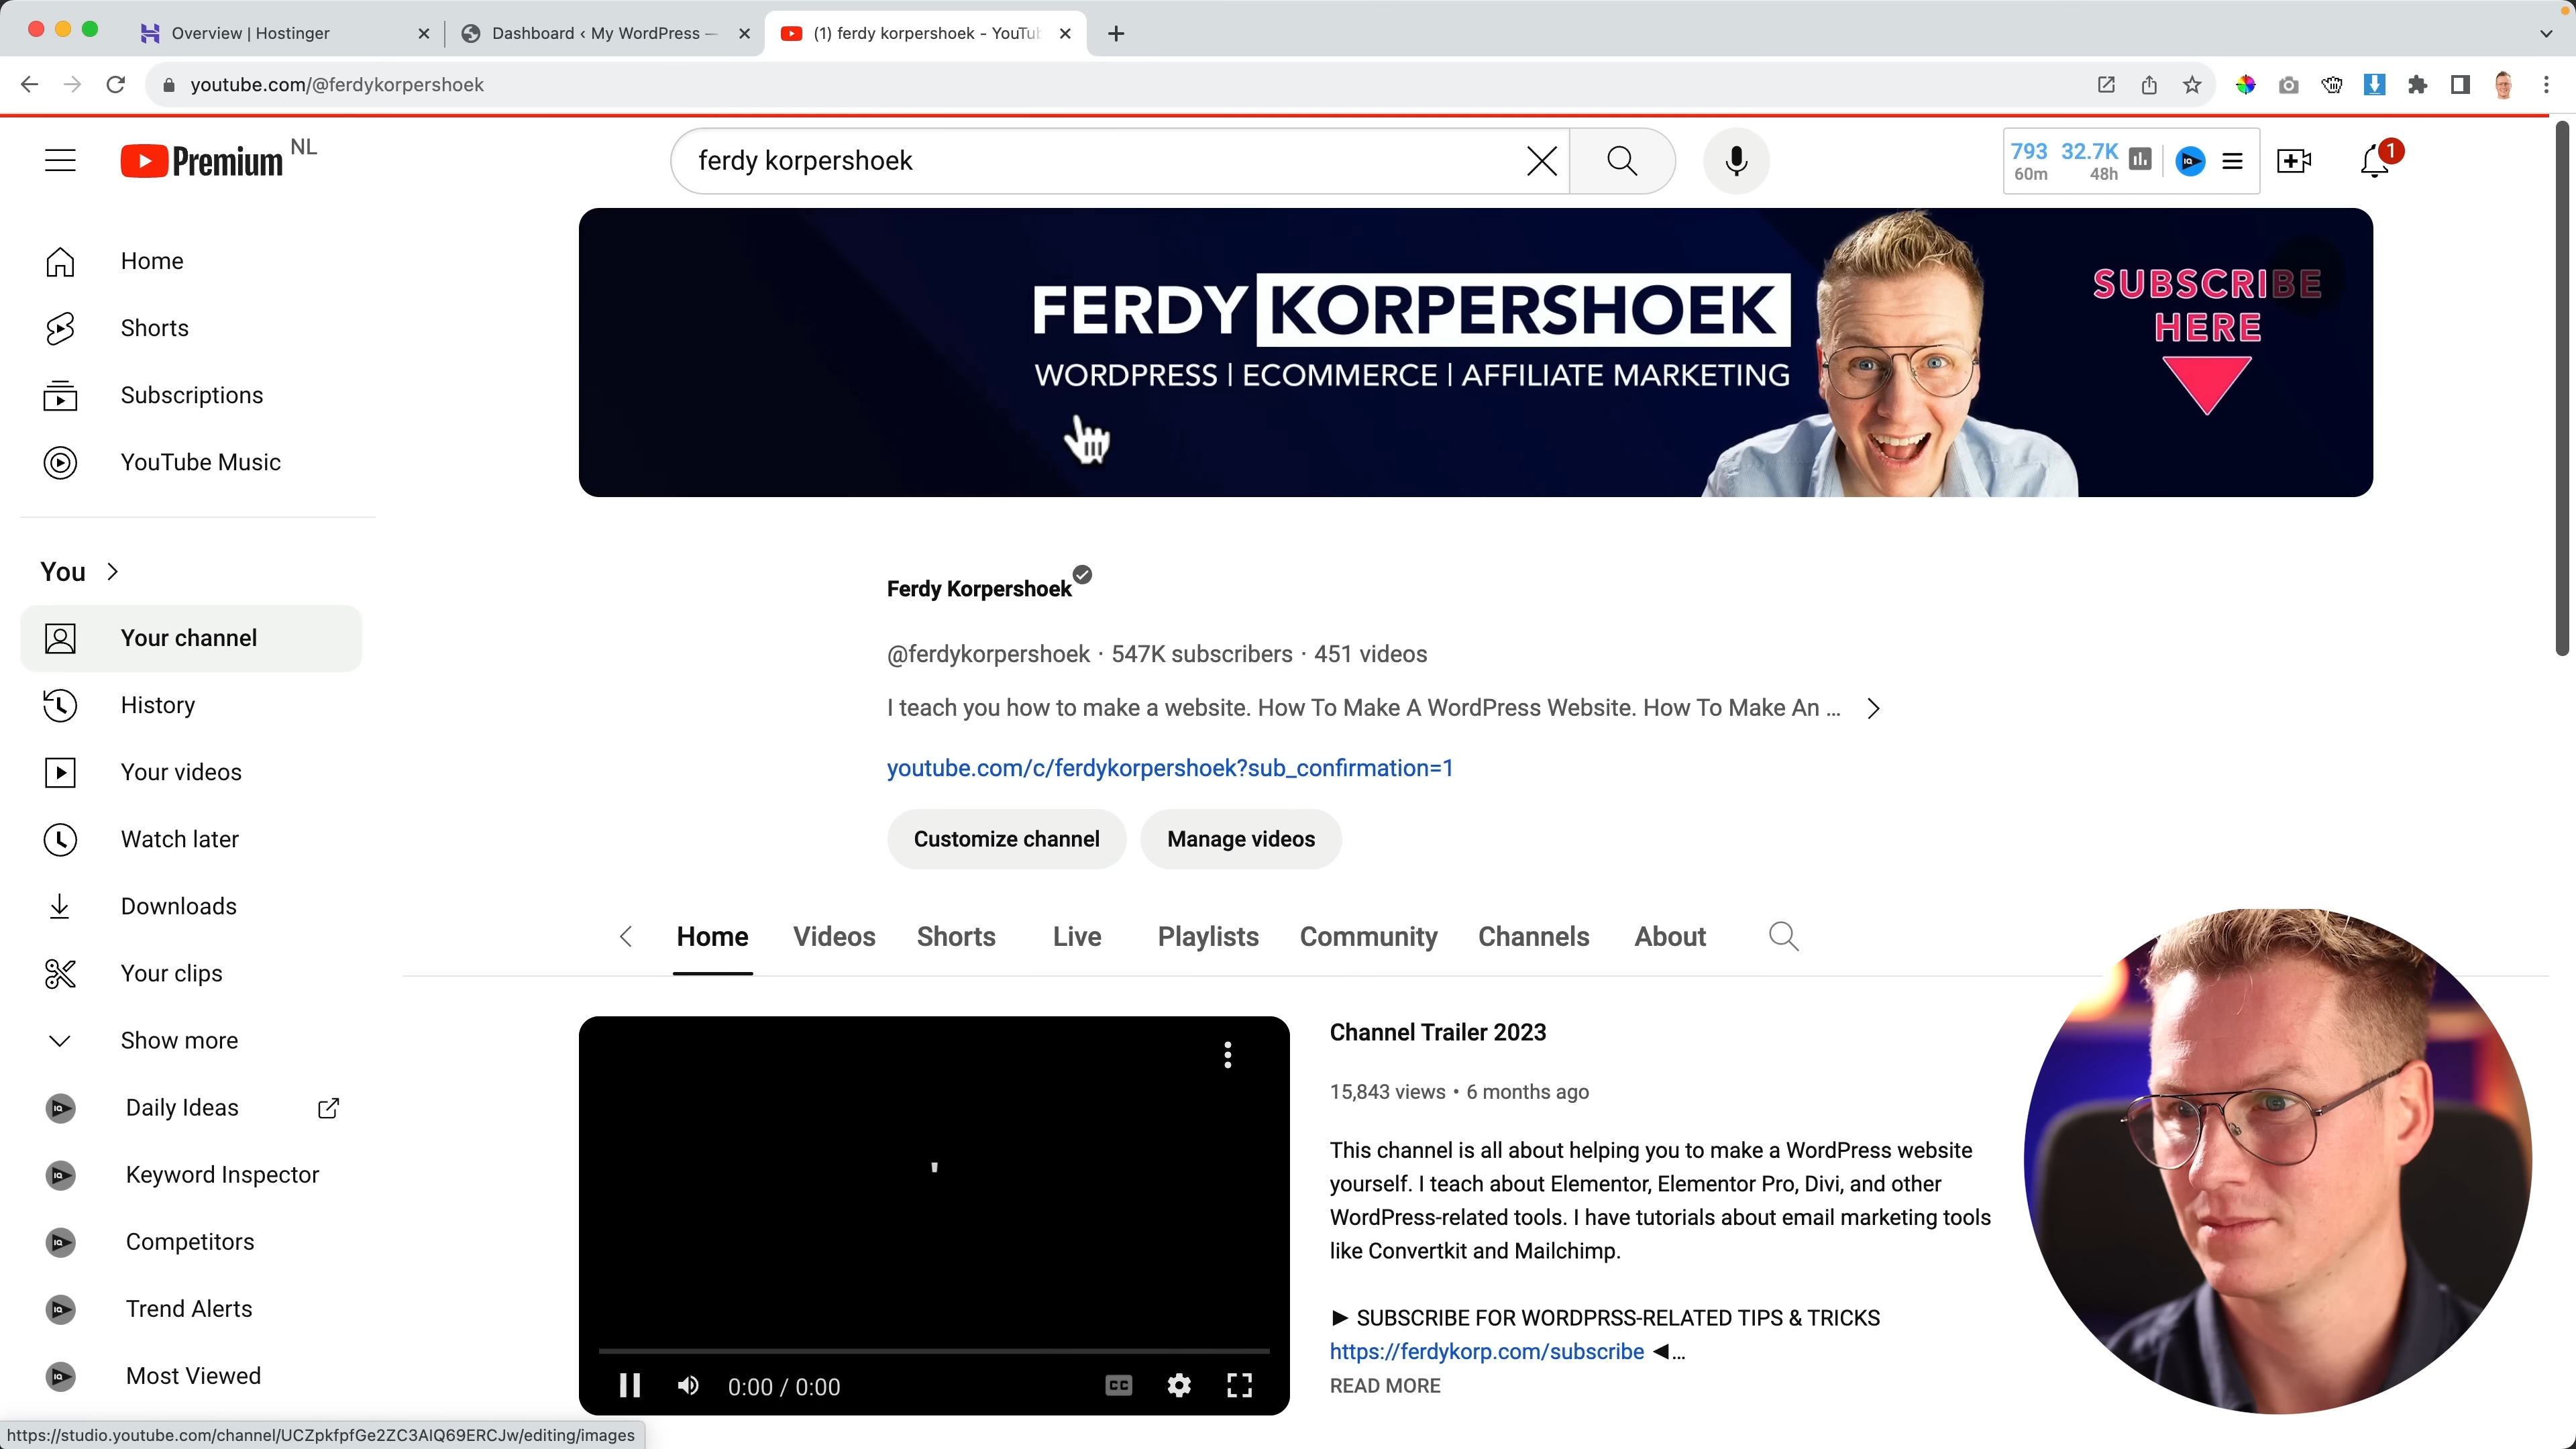 Overview | Hostinger
Dashboard ‹ My WordPress —
(1) ferdy korpershoek - YouTub
youtube.com/@ferdykorpershoek
Premium NL
ferdy korpershoek
793 32.7K
60m 48h
1
Home
Shorts
Subscriptions
YouTube Music
You
Your channel
History
Your videos
Watch later
Downloads
Your clips
Show more
Daily Ideas
Keyword Inspector
Competitors
Trend Alerts
Most Viewed
FERDY KORPERSHOEK
WORDPRESS | ECOMMERCE | AFFILIATE MARKETING
SUBSCRIBE
HERE
Ferdy Korpershoek
@ferdykorpershoek · 547K subscribers · 451 videos
I teach you how to make a website. How To Make A WordPress Website. How To Make An ...
youtube.com/c/ferdykorpershoek?sub_confirmation=1
Customize channel
Manage videos
Home Videos Shorts Live Playlists Community Channels About
0:00 / 0:00
CC
Channel Trailer 2023
15,843 views • 6 months ago
This channel is all about helping you to make a WordPress website
yourself. I teach about Elementor, Elementor Pro, Divi, and other
WordPress-related tools. I have tutorials about email marketing tools
like Convertkit and Mailchimp.
► SUBSCRIBE FOR WORDPRSS-RELATED TIPS & TRICKS
https://ferdykorp.com/subscribe ◄...
READ MORE
https://studio.youtube.com/channel/UCZpkfpfGe2ZC3AlQ69ERCJw/editing/images